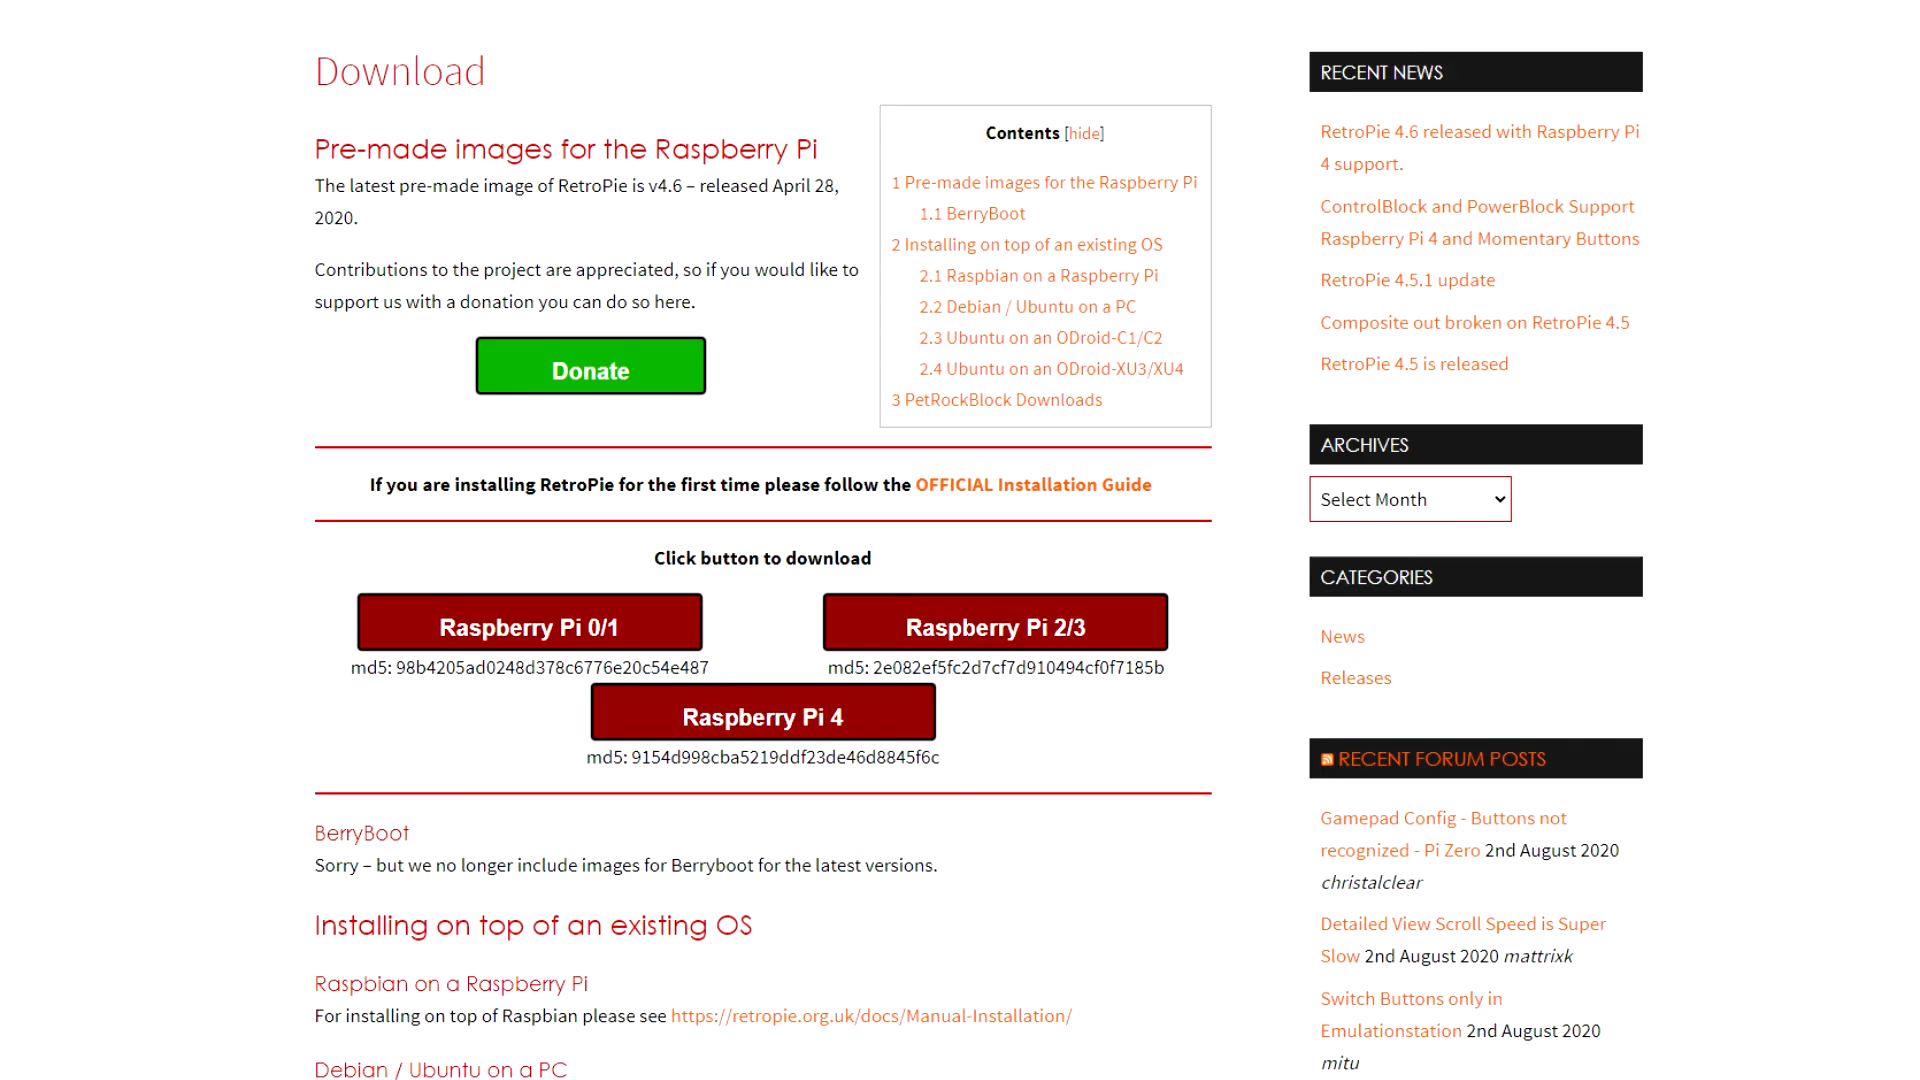 Download
Pre-made images for the Raspberry Pi
The latest pre-made image of RetroPie is v4.6 – released April 28,
2020.
Contributions to the project are appreciated, so if you would like to
support us with a donation you can do so here.
Donate
Contents [hide]
1 Pre-made images for the Raspberry Pi
1.1 BerryBoot
2 Installing on top of an existing OS
2.1 Raspbian on a Raspberry Pi
2.2 Debian / Ubuntu on a PC
2.3 Ubuntu on an ODroid-C1/C2
2.4 Ubuntu on an ODroid-XU3/XU4
3 PetRockBlock Downloads
If you are installing RetroPie for the first time please follow the OFFICIAL Installation Guide
Click button to download
Raspberry Pi 0/1
md5: 98b4205ad0248d378c6776e20c54e487
Raspberry Pi 2/3
md5: 2e082ef5fc2d7cf7d910494cf0f7185b
Raspberry Pi 4
md5: 9154d998cba5219ddf23de46d8845f6c
BerryBoot
Sorry – but we no longer include images for Berryboot for the latest versions.
Installing on top of an existing OS
Raspbian on a Raspberry Pi
For installing on top of Raspbian please see https://retropie.org.uk/docs/Manual-Installation/
Debian / Ubuntu on a PC
RECENT NEWS
RetroPie 4.6 released with Raspberry Pi
4 support.
ControlBlock and PowerBlock Support
Raspberry Pi 4 and Momentary Buttons
RetroPie 4.5.1 update
Composite out broken on RetroPie 4.5
RetroPie 4.5 is released
ARCHIVES
Select Month
CATEGORIES
News
Releases
RECENT FORUM POSTS
Gamepad Config - Buttons not
recognized - Pi Zero 2nd August 2020
christalclear
Detailed View Scroll Speed is Super
Slow 2nd August 2020 mattrixk
Switch Buttons only in
Emulationstation 2nd August 2020
mitu